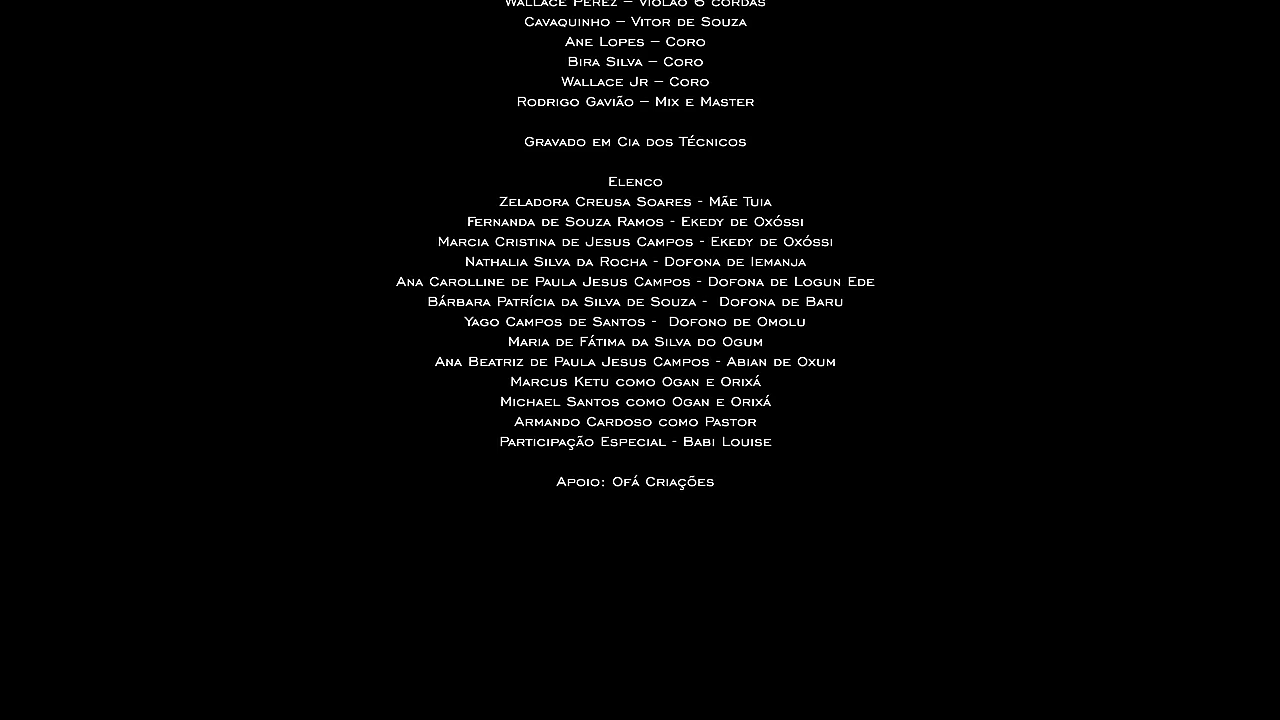 Wallace Perez – Violão 6 cordas
Cavaquinho – Vitor de Souza
Ane Lopes – Coro
Bira Silva – Coro
Wallace Jr – Coro
Rodrigo Gavião – Mix e Master
Gravado em Cia dos Técnicos
Elenco
Zeladora Creusa Soares - Mãe Tuia
Fernanda de Souza Ramos - Ekedy de Oxóssi
Marcia Cristina de Jesus Campos - Ekedy de Oxóssi
Nathalia Silva da Rocha - Dofona de Iemanja
Ana Carolline de Paula Jesus Campos - Dofona de Logun Ede
Bárbara Patrícia da Silva de Souza -  Dofona de Baru
Yago Campos de Santos -  Dofono de Omolu
Maria de Fátima da Silva do Ogum
Ana Beatriz de Paula Jesus Campos - Abian de Oxum
Marcus Ketu como Ogan e Orixá
Michael Santos como Ogan e Orixá
Armando Cardoso como Pastor
Participação Especial - Babi Louise
Apoio: Ofá Criações